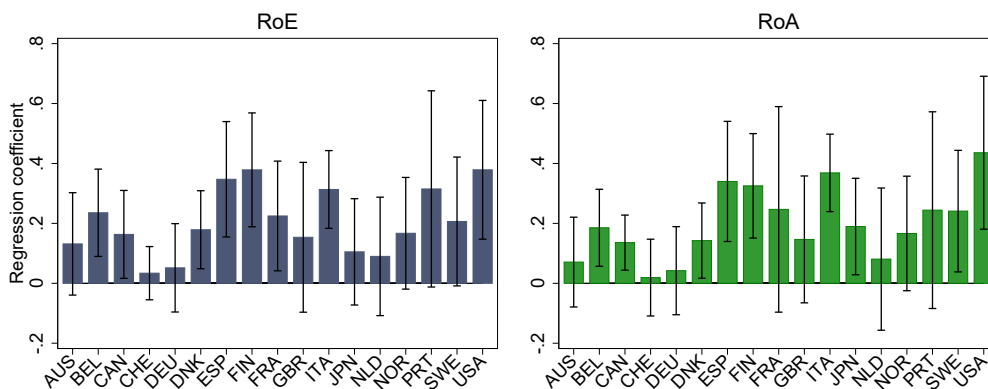 RoE
Regression coefficient
.8
.6
.4
.2
0
-.2
AUS BEL CAN CHE DEU DNK ESP FIN FRA GBR ITA JPN NLD NOR PRT SWE USA
RoA
.8
.6
.4
.2
0
-.2
AUS BEL CAN CHE DEU DNK ESP FIN FRA GBR ITA JPN NLD NOR PRT SWE USA